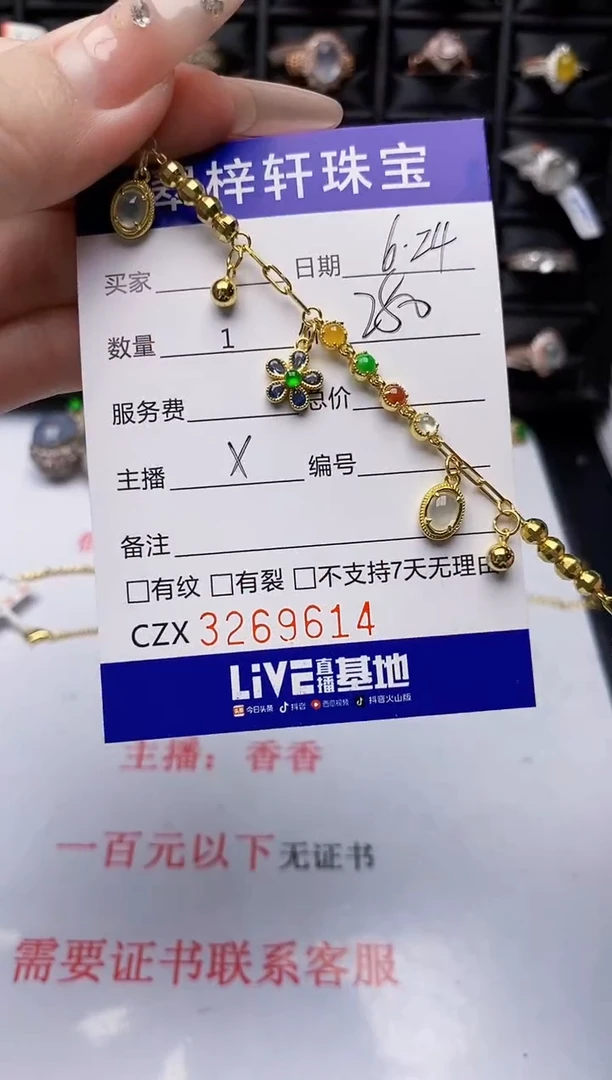 翠梓轩珠宝
买家 日期 6·24
280
数量 1
服务费 总价
主播 X 编号
备注
□有纹 □有裂 □不支持7天无理由
CZX 3269614
LiVE直播基地
头条 今日头条 抖音 西瓜视频 抖音火山版
主播：香香
一百元以下无证书
需要证书联系客服